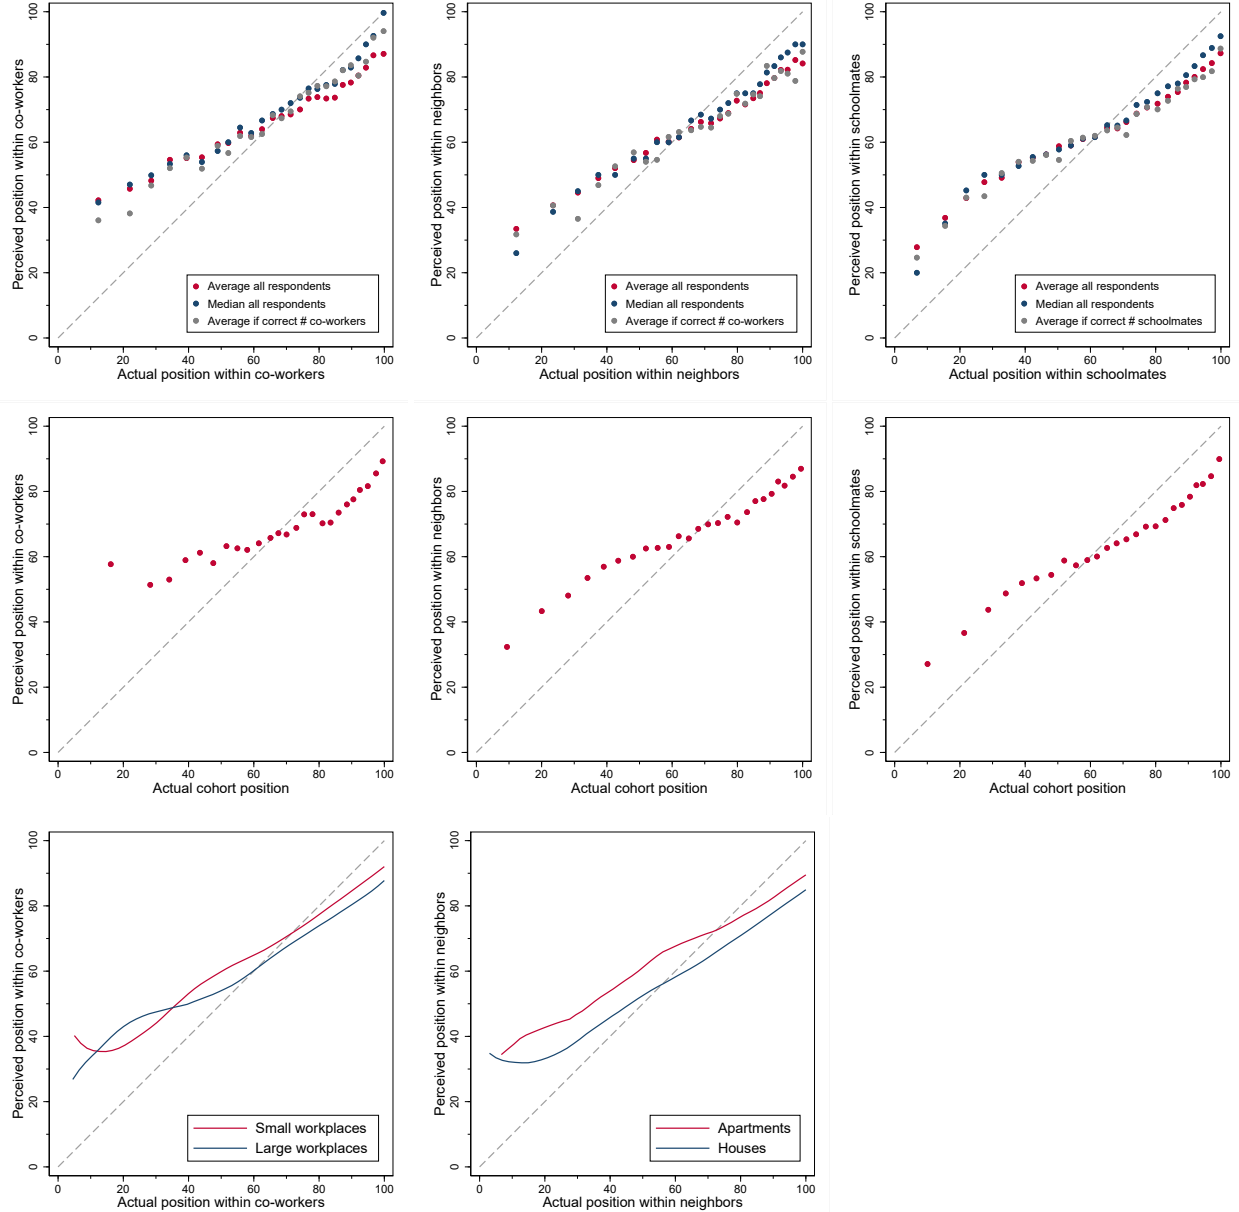 Perceived position within co-workers
100
80
60
40
20
0
Average all respondents
Median all respondents
Average if correct # co-workers
0 20 40 60 80 100
Actual position within co-workers
Perceived position within neighbors
100
80
60
40
20
0
Average all respondents
Median all respondents
Average if correct # co-workers
0 20 40 60 80 100
Actual position within neighbors
Perceived position within schoolmates
100
80
60
40
20
0
Average all respondents
Median all respondents
Average if correct # schoolmates
0 20 40 60 80 100
Actual position within schoolmates
Perceived position within co-workers
100
80
60
40
20
0
0 20 40 60 80 100
Actual cohort position
Perceived position within neighbors
100
80
60
40
20
0
0 20 40 60 80 100
Actual cohort position
Perceived position within schoolmates
100
80
60
40
20
0
0 20 40 60 80 100
Actual cohort position
Perceived position within co-workers
100
80
60
40
20
0
Small workplaces
Large workplaces
0 20 40 60 80 100
Actual position within co-workers
Perceived position within neighbors
100
80
60
40
20
0
Apartments
Houses
0 20 40 60 80 100
Actual position within neighbors